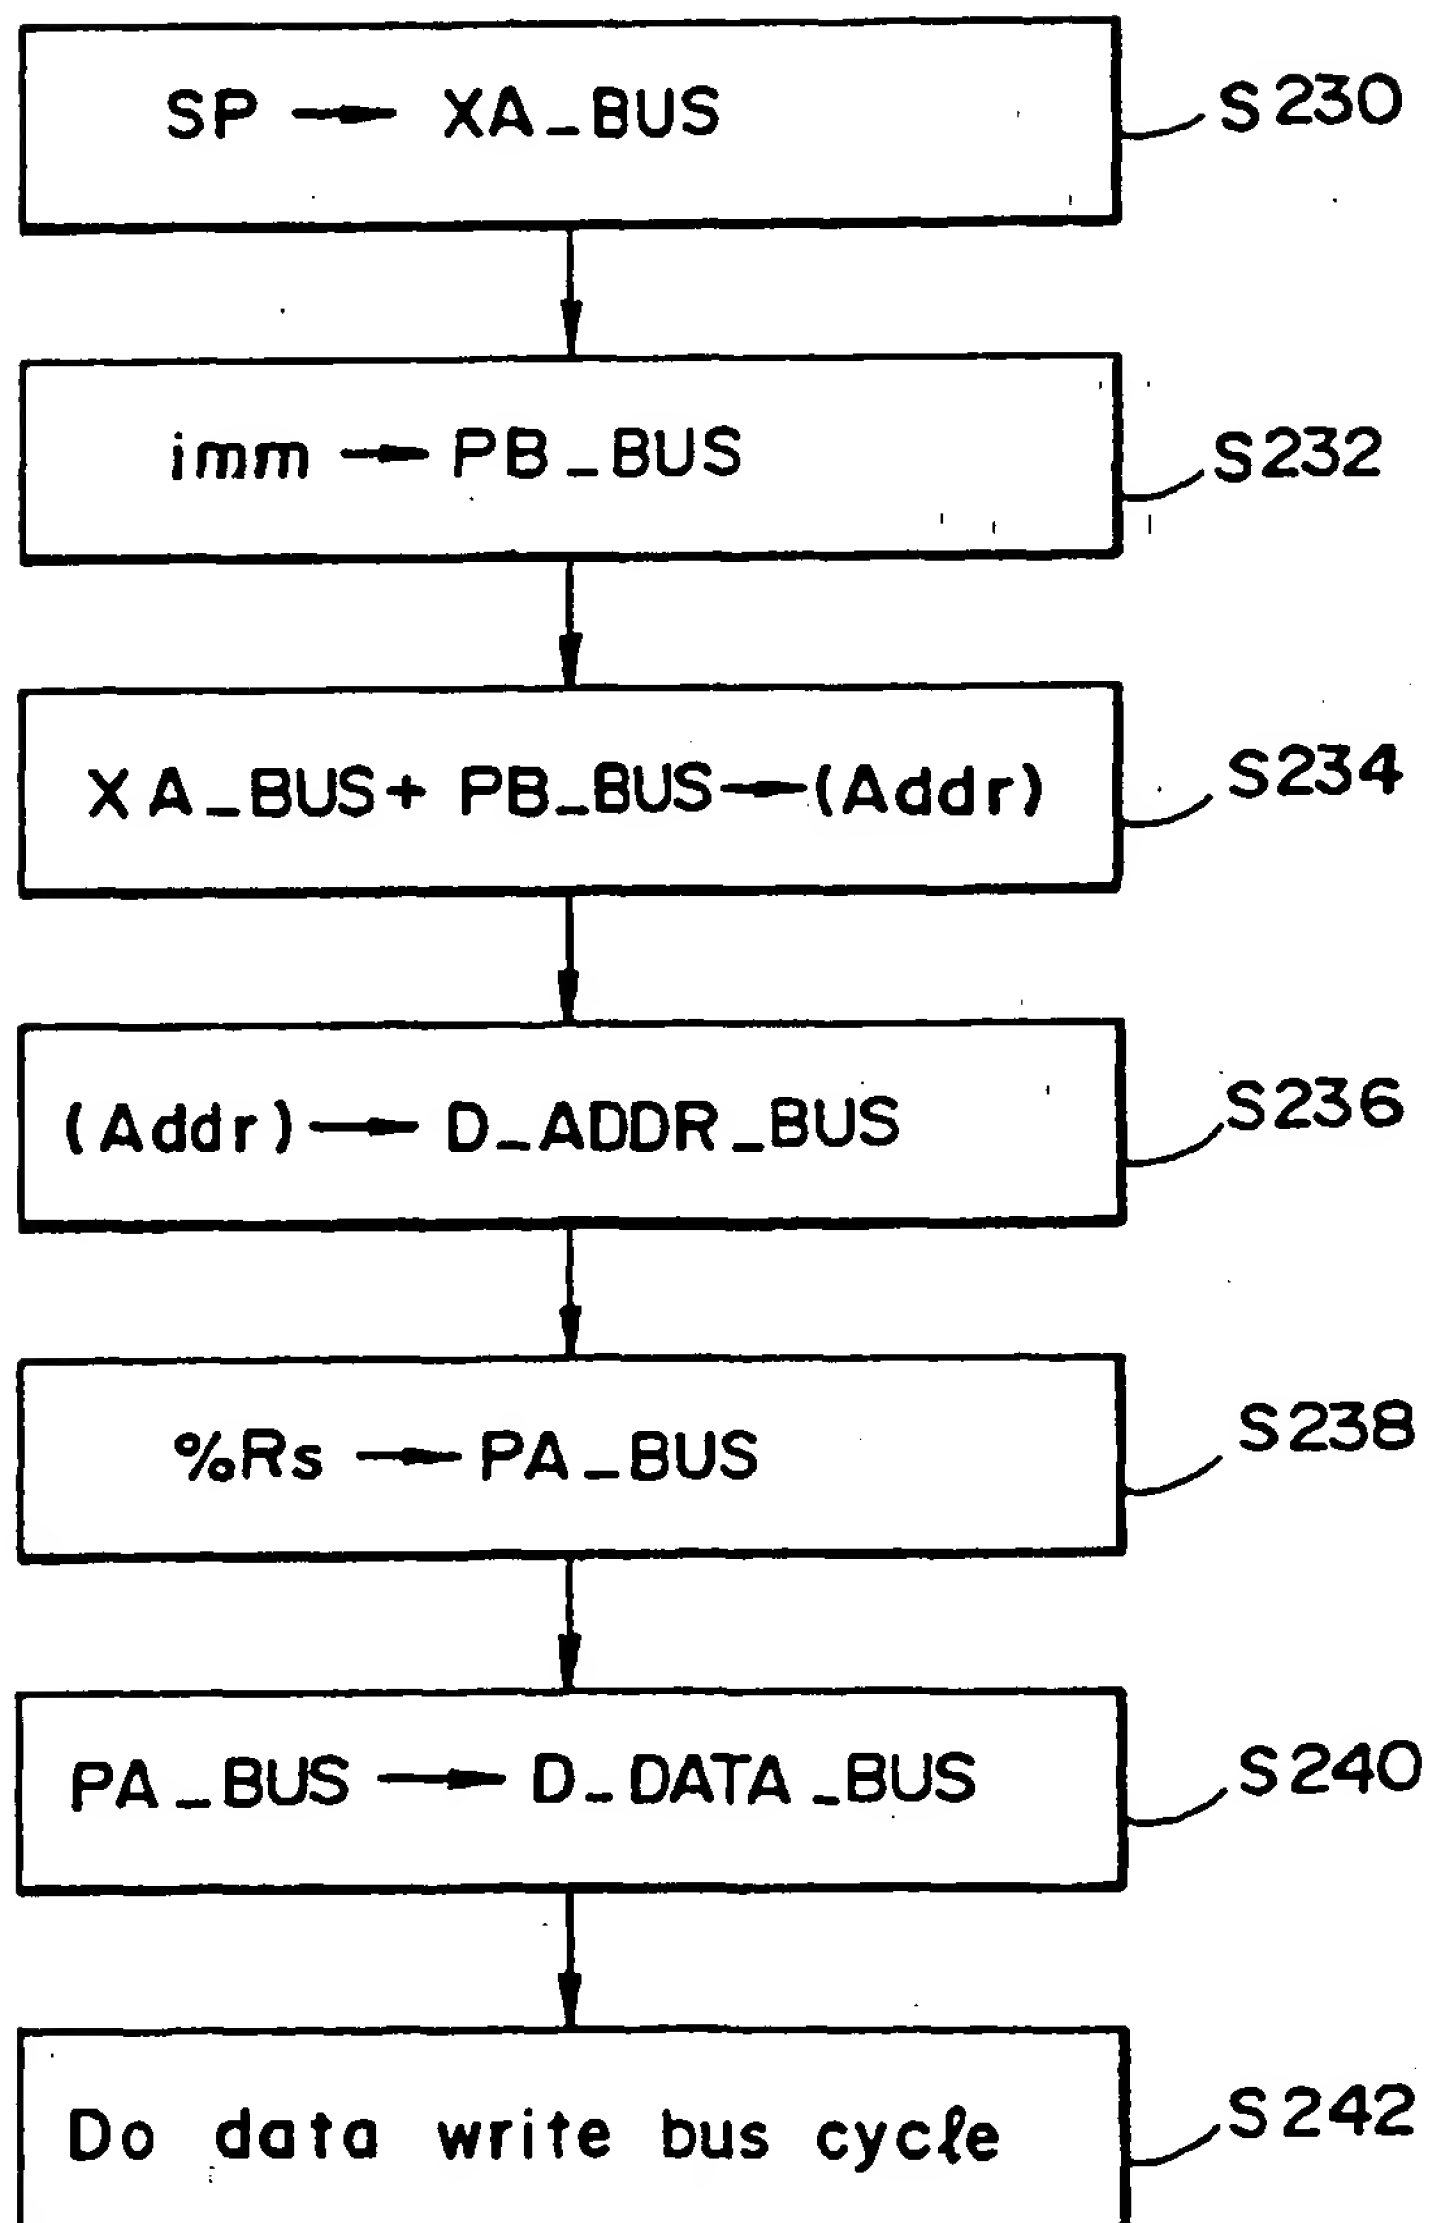 SP → XA_BUS S230
imm → PB_BUS S232
XA_BUS+ PB_BUS→(Addr) S234
(Addr)→ D_ADDR_BUS S236
%Rs → PA_BUS S238
PA_BUS → D_DATA_BUS S240
Do data write bus cycle S242